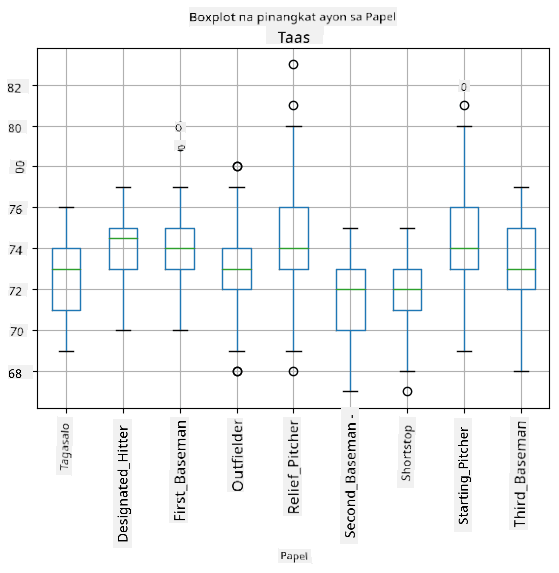 Boxplot na pinangkat ayon sa Papel
Taas
82
80
00
76
74
72
70
68
Tagasalo
Designated_Hitter
First_Baseman
Outfielder
Relief_Pitcher
Second_Baseman -
Shortstop
Starting_Pitcher
Third_Baseman
Papel